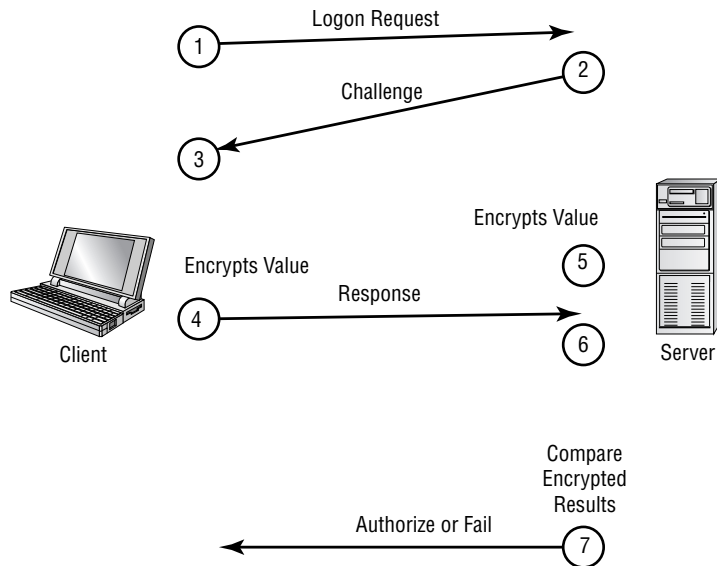 Logon Request
1
2
Challenge
3
Encrypts Value
5
Encrypts Value
Response
4
6
Client
Server
Compare
Encrypted
Results
Authorize or Fail
7